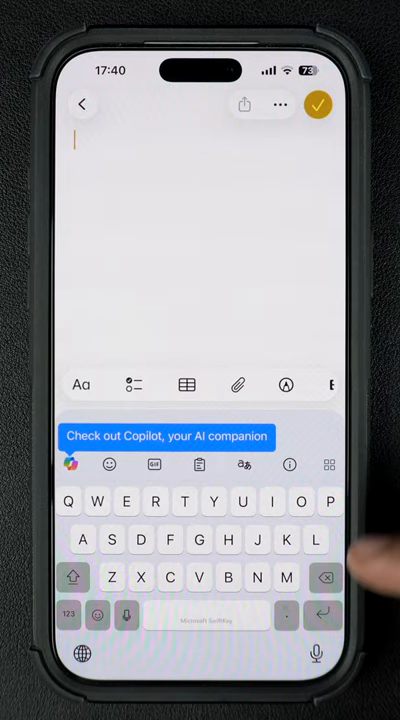 17:40
73
Aa
Check out Copilot, your AI companion
GIF
Q W E R T Y U I O P
A S D F G H J K L
Z X C V B N M
123 Microsoft SwiftKey .